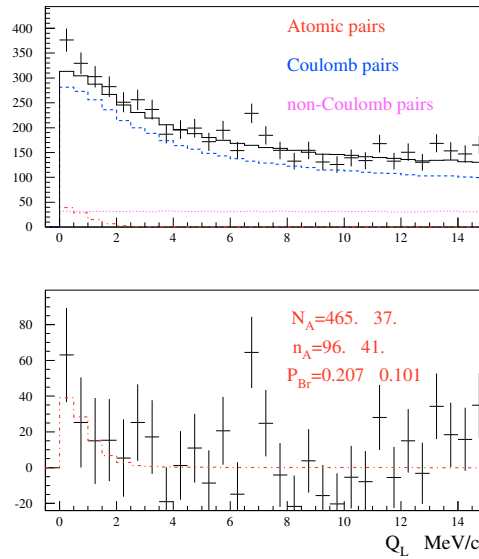 400
350
300
250
200
150
100
50
0
Atomic pairs
Coulomb pairs
non-Coulomb pairs
0 2 4 6 8 10 12 14
80
60
40
20
0
-20
N_A=465. 37.
n_A=96. 41.
P_Br=0.207 0.101
0 2 4 6 8 10 12 14
Q_L MeV/c